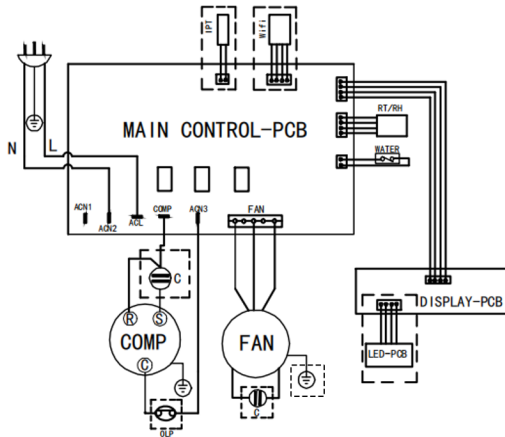 IPT
Wifi
MAIN CONTROL-PCB
RT/RH
WATER
N
L
ACN1
ACN2
ACL
COMP
ACN3
FAN
C
R
S
COMP
C
FAN
C
OLP
DISPLAY-PCB
LED-PCB